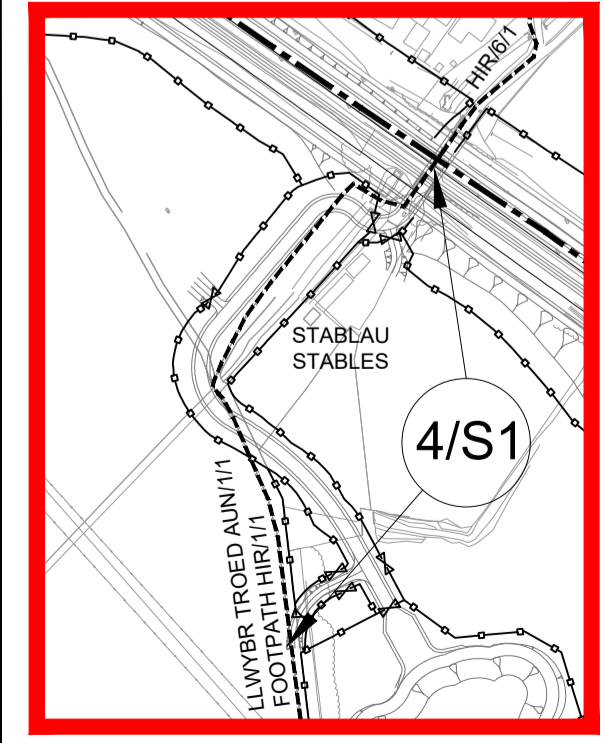 HIR/6/1
STABLAU
STABLES
4/S1
LLWYBR TROED AUN/1/1
FOOTPATH HIR/1/1